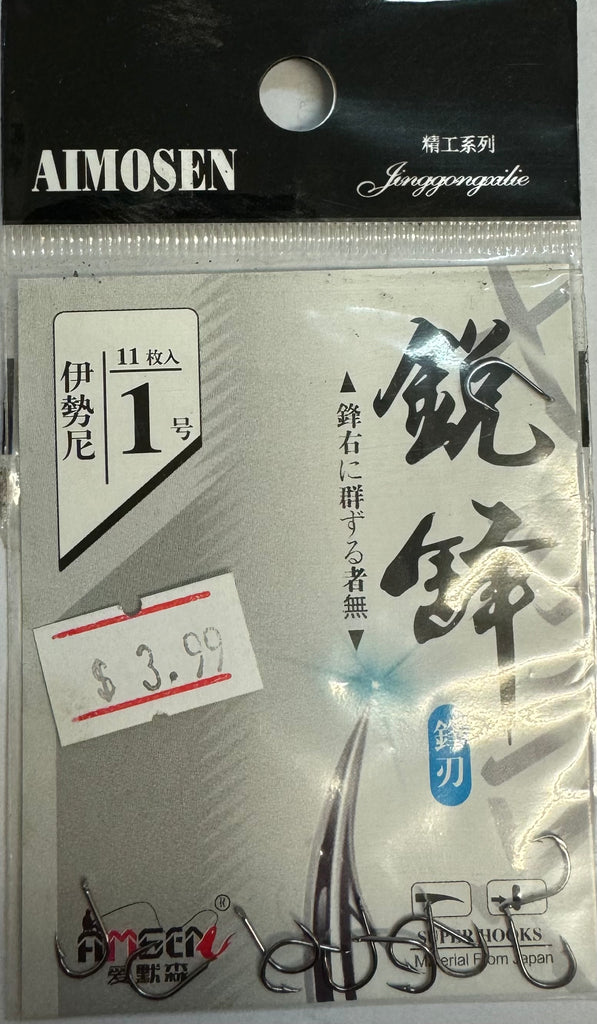 AIMOSEN
精工系列
Jinggongxilie
伊勢尼
11枚入
1号
鋭鋒
▲鋒右に群ずる者無▼
鋒刃
$ 3.99
AMSEN
爱默森
SUPER HOOKS
Material From Japan